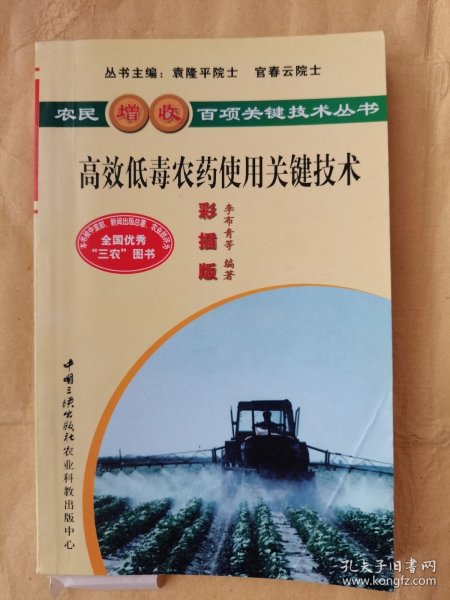 丛书主编：袁隆平院士 官春云院士
农民增收百项关键技术丛书
高效低毒农药使用关键技术
彩插版
李布青等 编著
全国优秀
“三农”图书
中国三峡出版社农业科教出版中心
孔夫子旧书网
www.kongfz.com